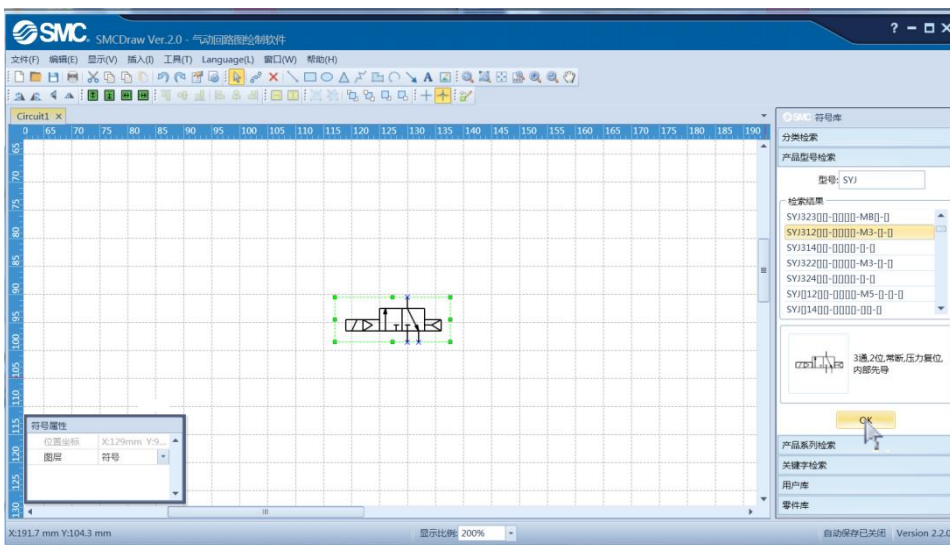 SMC. SMCDraw Ver.2.0 - 气动回路图绘制软件
文件(F) 编辑(E) 显示(V) 插入(I) 工具(T) Language(L) 窗口(W) 帮助(H)
Circuit1
0 65 70 75 80 85 90 95 100 105 110 115 120 125 130 135 140 145 150 155 160 165 170 175 180 185 190
65
70
75
80
85
90
95
100
105
110
115
120
125
130
符号属性
位置坐标 X:129mm Y:9...
图层 符号
SMC 符号库
分类检索
产品型号检索
型号: SYJ
检索结果
SYJ323[][]-[][][][]-M8[]-[]
SYJ312[][]-[][][][]-M3-[]-[]
SYJ314[][]-[][][][]-[]-[]
SYJ322[][]-[][][][]-M3-[]-[]
SYJ324[][]-[][][][]-[]-[]
SYJ[]12[][]-[][][][]-M5-[]-[]-[]
SYJ[]14[][]-[][][][]-[][]-[]
3通,2位,常断,压力复位,
内部先导
OK
产品系列检索
关键字检索
用户库
零件库
X:191.7 mm Y:104.3 mm
显示比例: 200%
自动保存已关闭 Version 2.2.0